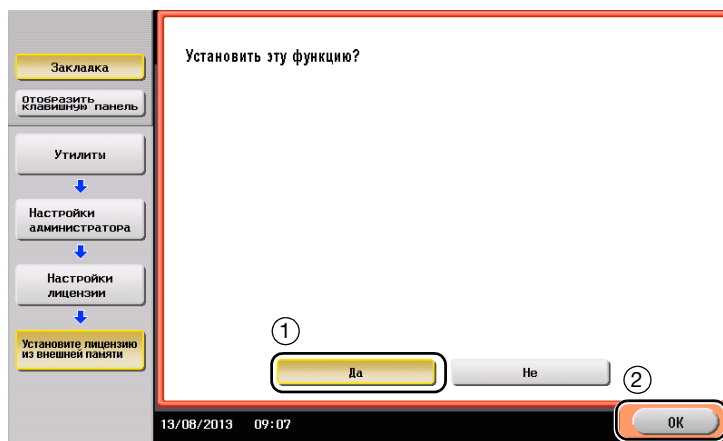 Установить эту функцию?
Закладка
Отобразить
клавишную панель
Утилиты
Настройки
администратора
Настройки
лицензии
Установите лицензию
из внешней памяти
1
Да
Не
2
13/08/2013 09:07
OK